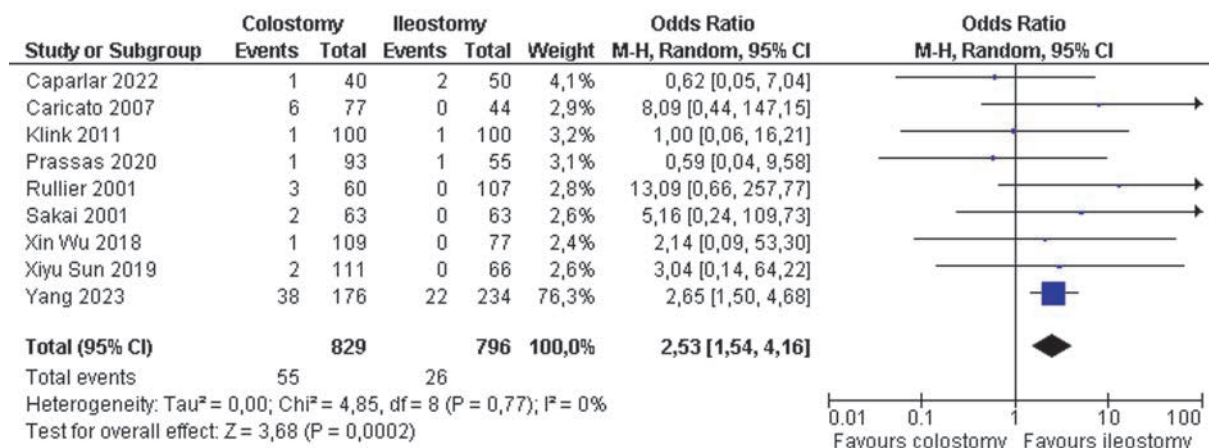 Colostomy Ileostomy Odds Ratio Odds Ratio
Study or Subgroup Events Total Events Total Weight M-H, Random, 95% CI M-H, Random, 95% CI
Caparlar 2022 1 40 2 50 4,1% 0,62 [0,05, 7,04]
Caricato 2007 6 77 0 44 2,9% 8,09 [0,44, 147,15]
Klink 2011 1 100 1 100 3,2% 1,00 [0,06, 16,21]
Prassas 2020 1 93 1 55 3,1% 0,59 [0,04, 9,58]
Rullier 2001 3 60 0 107 2,8% 13,09 [0,66, 257,77]
Sakai 2001 2 63 0 63 2,6% 5,16 [0,24, 109,73]
Xin Wu 2018 1 109 0 77 2,4% 2,14 [0,09, 53,30]
Xiyu Sun 2019 2 111 0 66 2,6% 3,04 [0,14, 64,22]
Yang 2023 38 176 22 234 76,3% 2,65 [1,50, 4,68]
Total (95% CI) 829 796 100,0% 2,53 [1,54, 4,16]
Total events 55 26
Heterogeneity: Tau² = 0,00; Chi² = 4,85, df = 8 (P = 0,77); I² = 0%
Test for overall effect: Z = 3,68 (P = 0,0002)
0.01 0.1 1 10 100
Favours colostomy Favours ileostomy